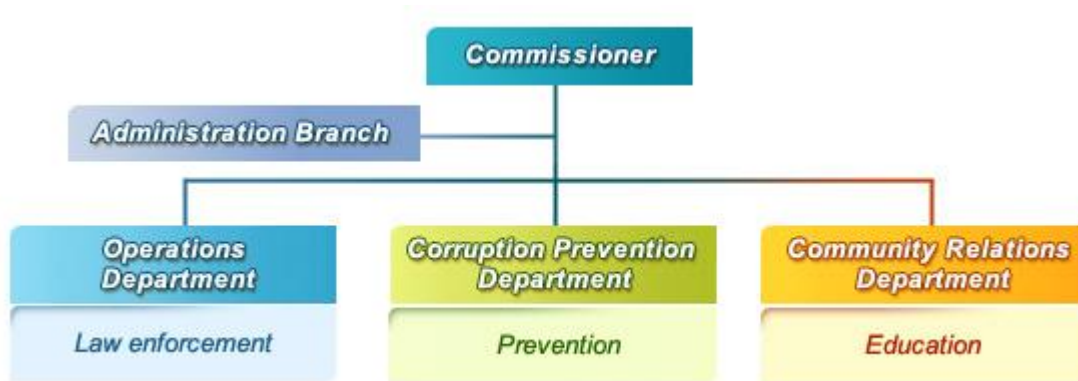 Commissioner
Administration Branch
Operations
Department
Law enforcement
Corruption Prevention
Department
Prevention
Community Relations
Department
Education